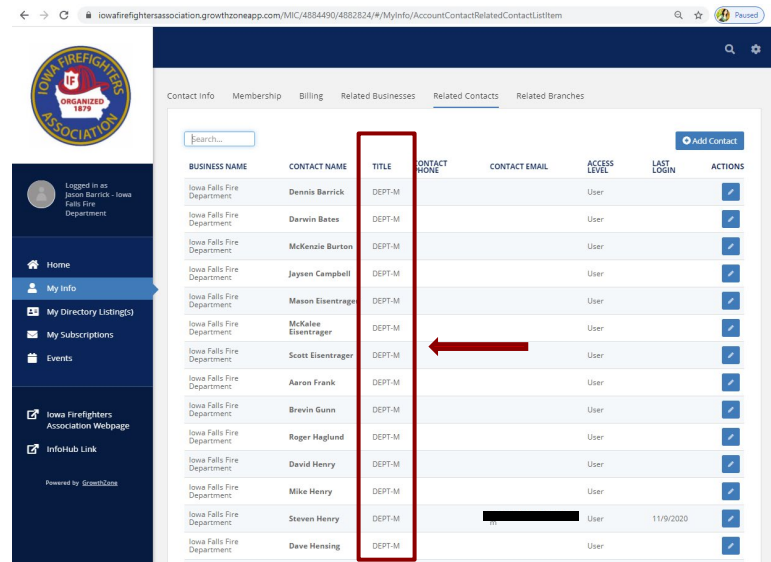 iowafirefightersassociation.growthzoneapp.com/MIC/4884490/4882824/#/MyInfo/AccountContactRelatedContactListItem
Paused
IOWA FIREFIGHTERS
IF
ORGANIZED
1879
ASSOCIATION
Logged in as
Jason Barrick - Iowa
Falls Fire
Department
Home
My Info
My Directory Listing(s)
My Subscriptions
Events
Iowa Firefighters
Association Webpage
InfoHub Link
Powered by GrowthZone
Contact Info Membership Billing Related Businesses Related Contacts Related Branches
Search...
Add Contact
BUSINESS NAME CONTACT NAME TITLE CONTACT PHONE CONTACT EMAIL ACCESS LEVEL LAST LOGIN ACTIONS
Iowa Falls Fire
Department Dennis Barrick DEPT-M User
Iowa Falls Fire
Department Darwin Bates DEPT-M User
Iowa Falls Fire
Department McKenzie Burton DEPT-M User
Iowa Falls Fire
Department Jaysen Campbell DEPT-M User
Iowa Falls Fire
Department Mason Eisentrager DEPT-M User
Iowa Falls Fire
Department McKalee Eisentrager DEPT-M User
Iowa Falls Fire
Department Scott Eisentrager DEPT-M User
Iowa Falls Fire
Department Aaron Frank DEPT-M User
Iowa Falls Fire
Department Brevin Gunn DEPT-M User
Iowa Falls Fire
Department Roger Haglund DEPT-M User
Iowa Falls Fire
Department David Henry DEPT-M User
Iowa Falls Fire
Department Mike Henry DEPT-M User
Iowa Falls Fire
Department Steven Henry DEPT-M m User 11/9/2020
Iowa Falls Fire
Department Dave Hensing DEPT-M User